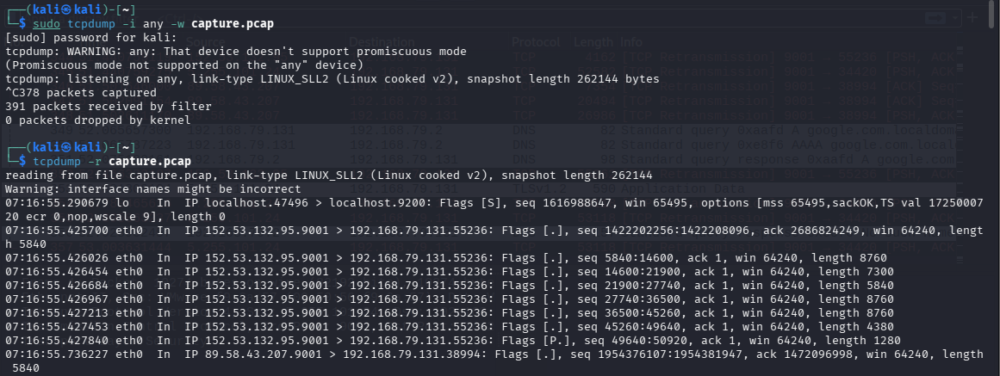 ┌──(kali㉿kali)-[~]
└─$ sudo tcpdump -i any -w capture.pcap
[sudo] password for kali:
tcpdump: WARNING: any: That device doesn't support promiscuous mode
(Promiscuous mode not supported on the "any" device)
tcpdump: listening on any, link-type LINUX_SLL2 (Linux cooked v2), snapshot length 262144 bytes
^C378 packets captured
391 packets received by filter
0 packets dropped by kernel
┌──(kali㉿kali)-[~]
└─$ tcpdump -r capture.pcap
reading from file capture.pcap, link-type LINUX_SLL2 (Linux cooked v2), snapshot length 262144
Warning: interface names might be incorrect
07:16:55.290679 lo    In  IP localhost.47496 > localhost.9200: Flags [S], seq 1616988647, win 65495, options [mss 65495,sackOK,TS val 17250007
20 ecr 0,nop,wscale 9], length 0
07:16:55.425700 eth0  In  IP 152.53.132.95.9001 > 192.168.79.131.55236: Flags [.], seq 1422202256:1422208096, ack 2686824249, win 64240, lengt
h 5840
07:16:55.426026 eth0  In  IP 152.53.132.95.9001 > 192.168.79.131.55236: Flags [.], seq 5840:14600, ack 1, win 64240, length 8760
07:16:55.426454 eth0  In  IP 152.53.132.95.9001 > 192.168.79.131.55236: Flags [.], seq 14600:21900, ack 1, win 64240, length 7300
07:16:55.426684 eth0  In  IP 152.53.132.95.9001 > 192.168.79.131.55236: Flags [.], seq 21900:27740, ack 1, win 64240, length 5840
07:16:55.426967 eth0  In  IP 152.53.132.95.9001 > 192.168.79.131.55236: Flags [.], seq 27740:36500, ack 1, win 64240, length 8760
07:16:55.427213 eth0  In  IP 152.53.132.95.9001 > 192.168.79.131.55236: Flags [.], seq 36500:45260, ack 1, win 64240, length 8760
07:16:55.427453 eth0  In  IP 152.53.132.95.9001 > 192.168.79.131.55236: Flags [.], seq 45260:49640, ack 1, win 64240, length 4380
07:16:55.427840 eth0  In  IP 152.53.132.95.9001 > 192.168.79.131.55236: Flags [P.], seq 49640:50920, ack 1, win 64240, length 1280
07:16:55.736227 eth0  In  IP 89.58.43.207.9001 > 192.168.79.131.38994: Flags [.], seq 1954376107:1954381947, ack 1472096998, win 64240, length
5840